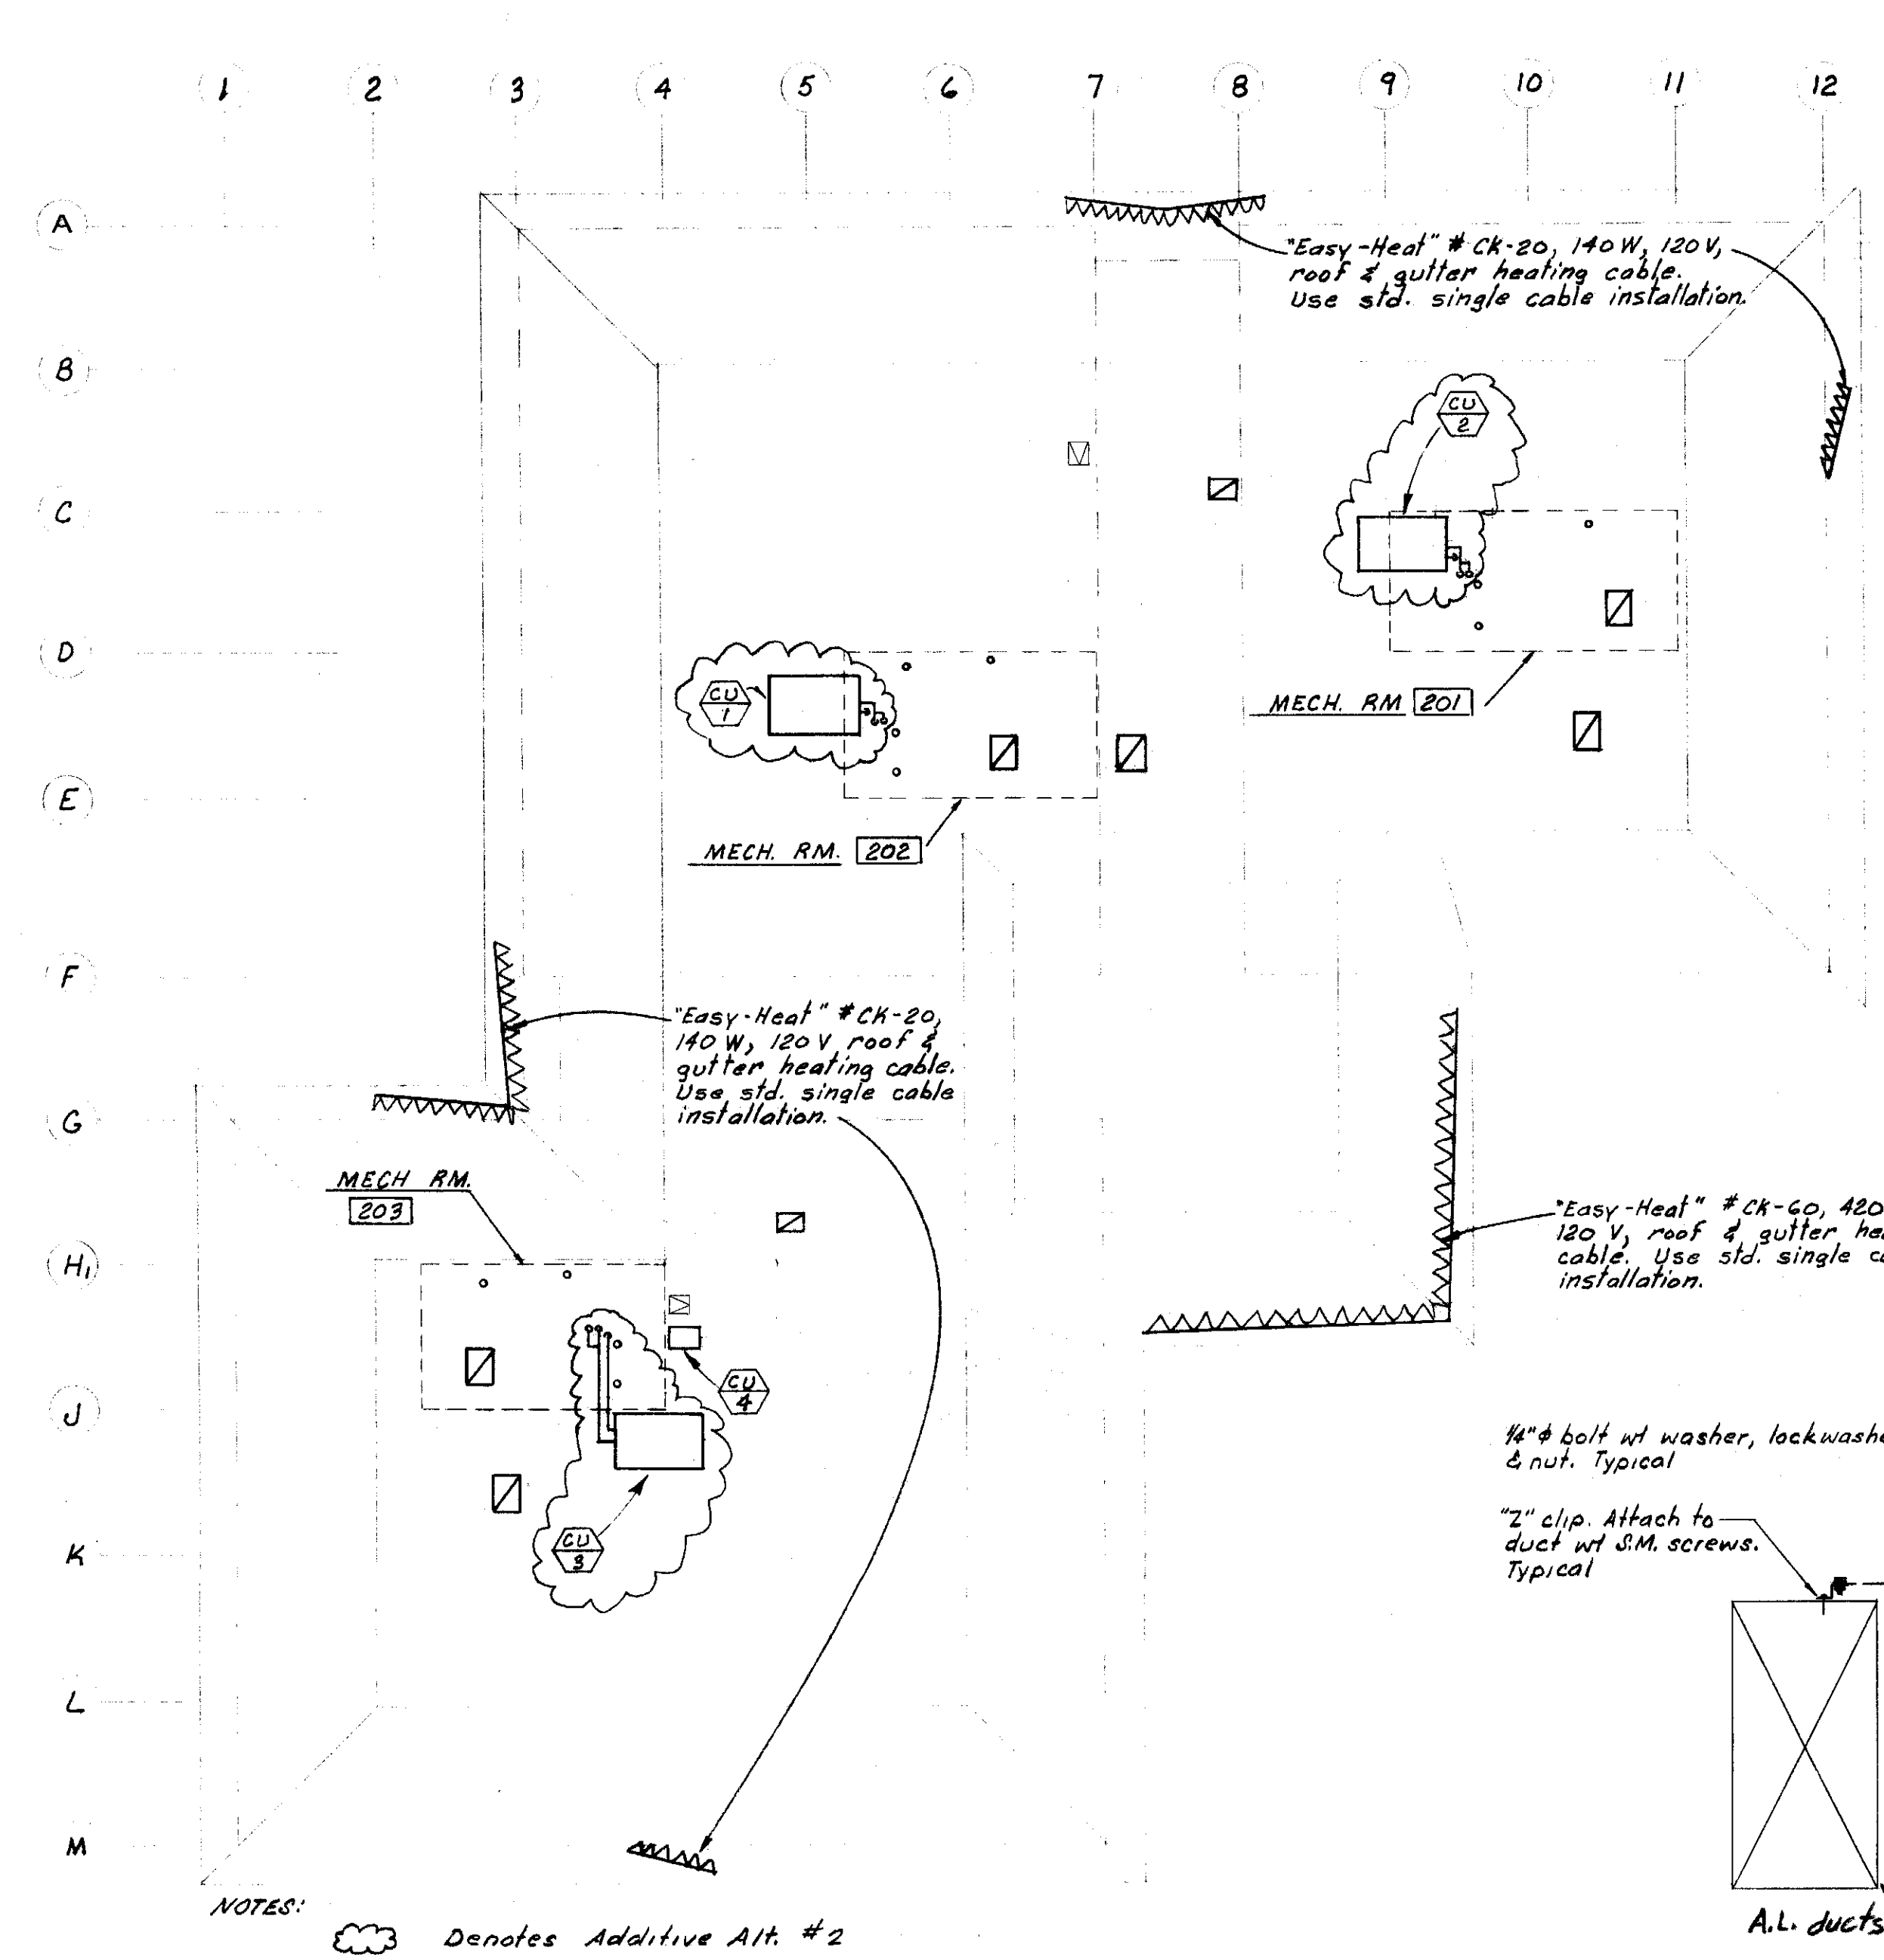 1 2 3 4 5 6 7 8 9 10 11 12
A
"Easy-Heat" # CK-20, 140 W, 120 V,
roof & gutter heating cable.
Use std. single cable installation.
B
CU
2
C
D
CU
1
MECH. RM 201
E
MECH. RM. 202
F
"Easy-Heat" # CK-20,
140 W, 120 V roof &
gutter heating cable.
Use std. single cable
installation.
G
MECH RM.
203
"Easy-Heat" # CK-60, 420
120 V, roof & gutter hea
cable. Use std. single ca
installation.
H1
CU
4
J
1/4"ϕ bolt w/ washer, lockwashe
& nut. Typical
"Z" clip. Attach to
duct w/ S.M. screws.
Typical
K
CU
3
L
M
NOTES:
Denotes Additive Alt. #2
A.L. ducts